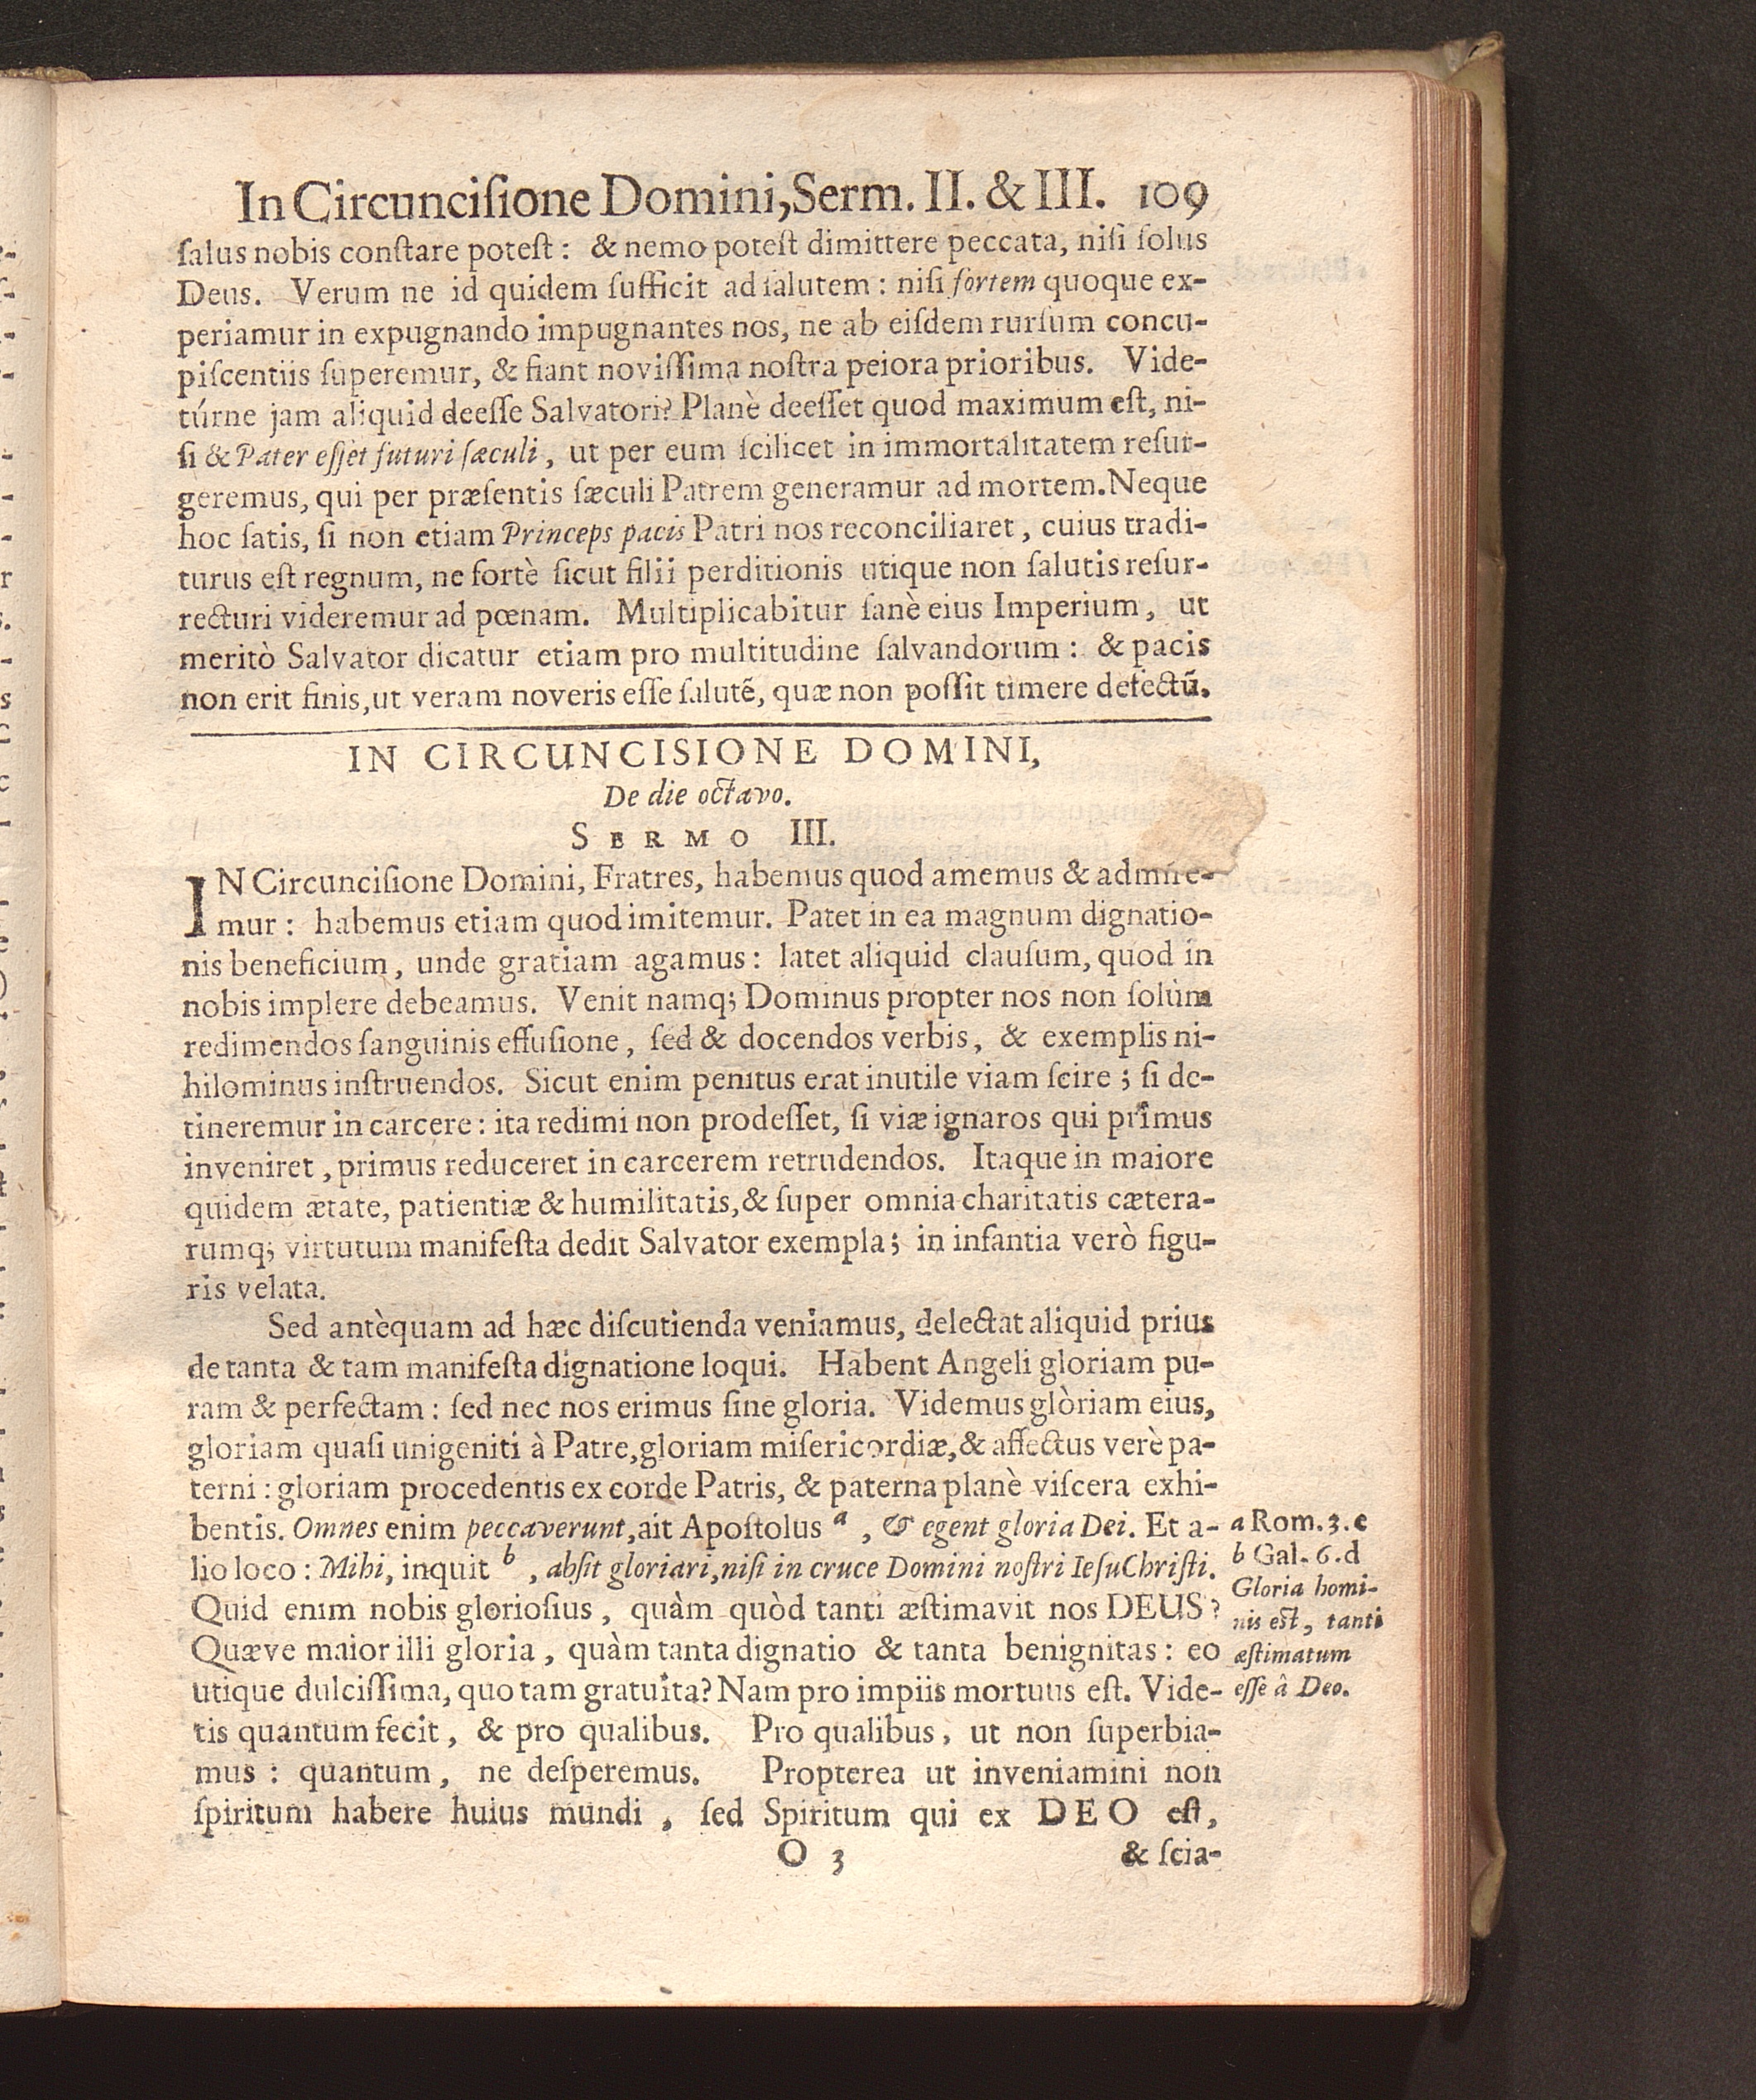 In Circunciſione Domini, Serm. II. & III. 109
ſalus nobis conſtare poteſt: & nemo poteſt dimittere peccata, niſi ſolus
Deus. Verum ne id quidem ſufficit ad ſalutem: niſi fortem quoque ex-
periamur in expugnando impugnantes nos, ne ab eiſdem rurſum concu-
piſcentiis ſuperemur, & fiant noviſſima noſtra peiora prioribus. Vide-
túrne jam aliquid deeſſe Salvatori? Planè deeſſet quod maximum eſt, ni-
ſi & Pater eſſet futuri ſæculi, ut per eum ſcilicet in immortalitatem reſur-
geremus, qui per præſentis ſæculi Patrem generamur ad mortem. Neque
hoc ſatis, ſi non etiam Princeps pacis Patri nos reconciliaret, cuius tradi-
turus eſt regnum, ne fortè ſicut filii perditionis utique non ſalutis reſur-
recturi videremur ad pœnam. Multiplicabitur ſanè eius Imperium, ut
meritò Salvator dicatur etiam pro multitudine ſalvandorum: & pacis
non erit finis, ut veram noveris eſſe ſalutẽ, quæ non poſſit timere defectũ.
IN CIRCUNCISIONE DOMINI,
De die octavo.
SERMO III.
IN Circunciſione Domini, Fratres, habemus quod amemus & admire-
mur: habemus etiam quod imitemur. Patet in ea magnum dignatio-
nis beneficium, unde gratiam agamus: latet aliquid clauſum, quod in
nobis implere debeamus. Venit namq; Dominus propter nos non ſolùm
redimendos ſanguinis effuſione, ſed & docendos verbis, & exemplis ni-
hilominus inſtruendos. Sicut enim penitus erat inutile viam ſcire; ſi de-
tineremur in carcere: ita redimi non prodeſſet, ſi viæ ignaros qui primus
inveniret, primus reduceret in carcerem retrudendos. Itaque in maiore
quidem ætate, patientiæ & humilitatis, & ſuper omnia charitatis cætera-
rumq; virtutum manifeſta dedit Salvator exempla; in infantia verò figu-
ris velata.
Sed antèquam ad hæc diſcutienda veniamus, delectat aliquid prius
de tanta & tam manifeſta dignatione loqui. Habent Angeli gloriam pu-
ram & perfectam: ſed nec nos erimus ſine gloria. Videmus glòriam eius,
gloriam quaſi unigeniti à Patre, gloriam miſericordiæ, & affectus verè pa-
terni: gloriam procedentis ex corde Patris, & paterna planè viſcera exhi-
bentis. Omnes enim peccaverunt, ait Apoſtolus a, & egent gloria Dei. Et a-
lio loco: Mihi, inquit b, abſit gloriari, niſi in cruce Domini noſtri Ieſu Chriſti.
Quid enim nobis glorioſius, quàm quòd tanti æſtimavit nos DEUS?
Quæve maior illi gloria, quàm tanta dignatio & tanta benignitas: eo
utique dulciſſima, quo tam gratuita? Nam pro impiis mortuus eſt. Vide-
tis quantum fecit, & pro qualibus. Pro qualibus, ut non ſuperbia-
mus: quantum, ne deſperemus. Propterea ut inveniamini non
ſpiritum habere huius mundi, ſed Spiritum qui ex DEO eſt,
O 3 & ſcia-
a Rom. 3. e
b Gal. 6. d
Gloria homi-
nis eſt, tanti
æſtimatum
eſſe â Deo.